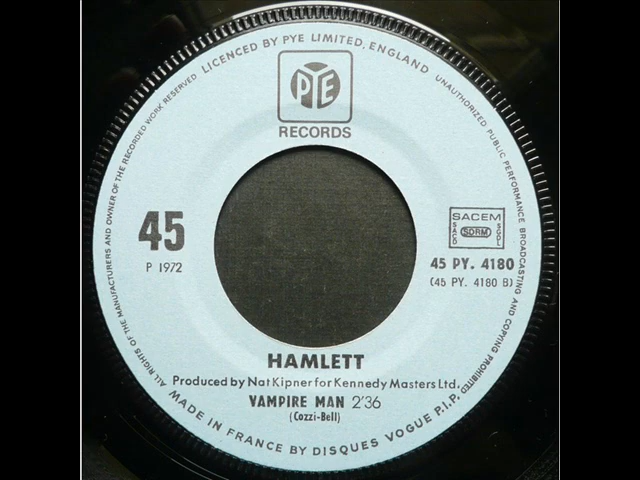 ALL RIGHTS OF THE MANUFACTURERS AND OWNER OF THE RECORDED WORK RESERVED LICENCED BY PYE LIMITED, ENGLAND UNAUTHORIZED PUBLIC PERFORMANCE BROADCASTING AND COPYING PROHIBITED
PYE
RECORDS
45
P 1972
SACEM
SACD SDRM SGDL
45 PY. 4180
(45 PY. 4180 B)
HAMLETT
Produced by Nat Kipner for Kennedy Masters Ltd.
VAMPIRE MAN 2'36
(Cozzi-Bell)
MADE IN FRANCE BY DISQUES VOGUE P.I.P.